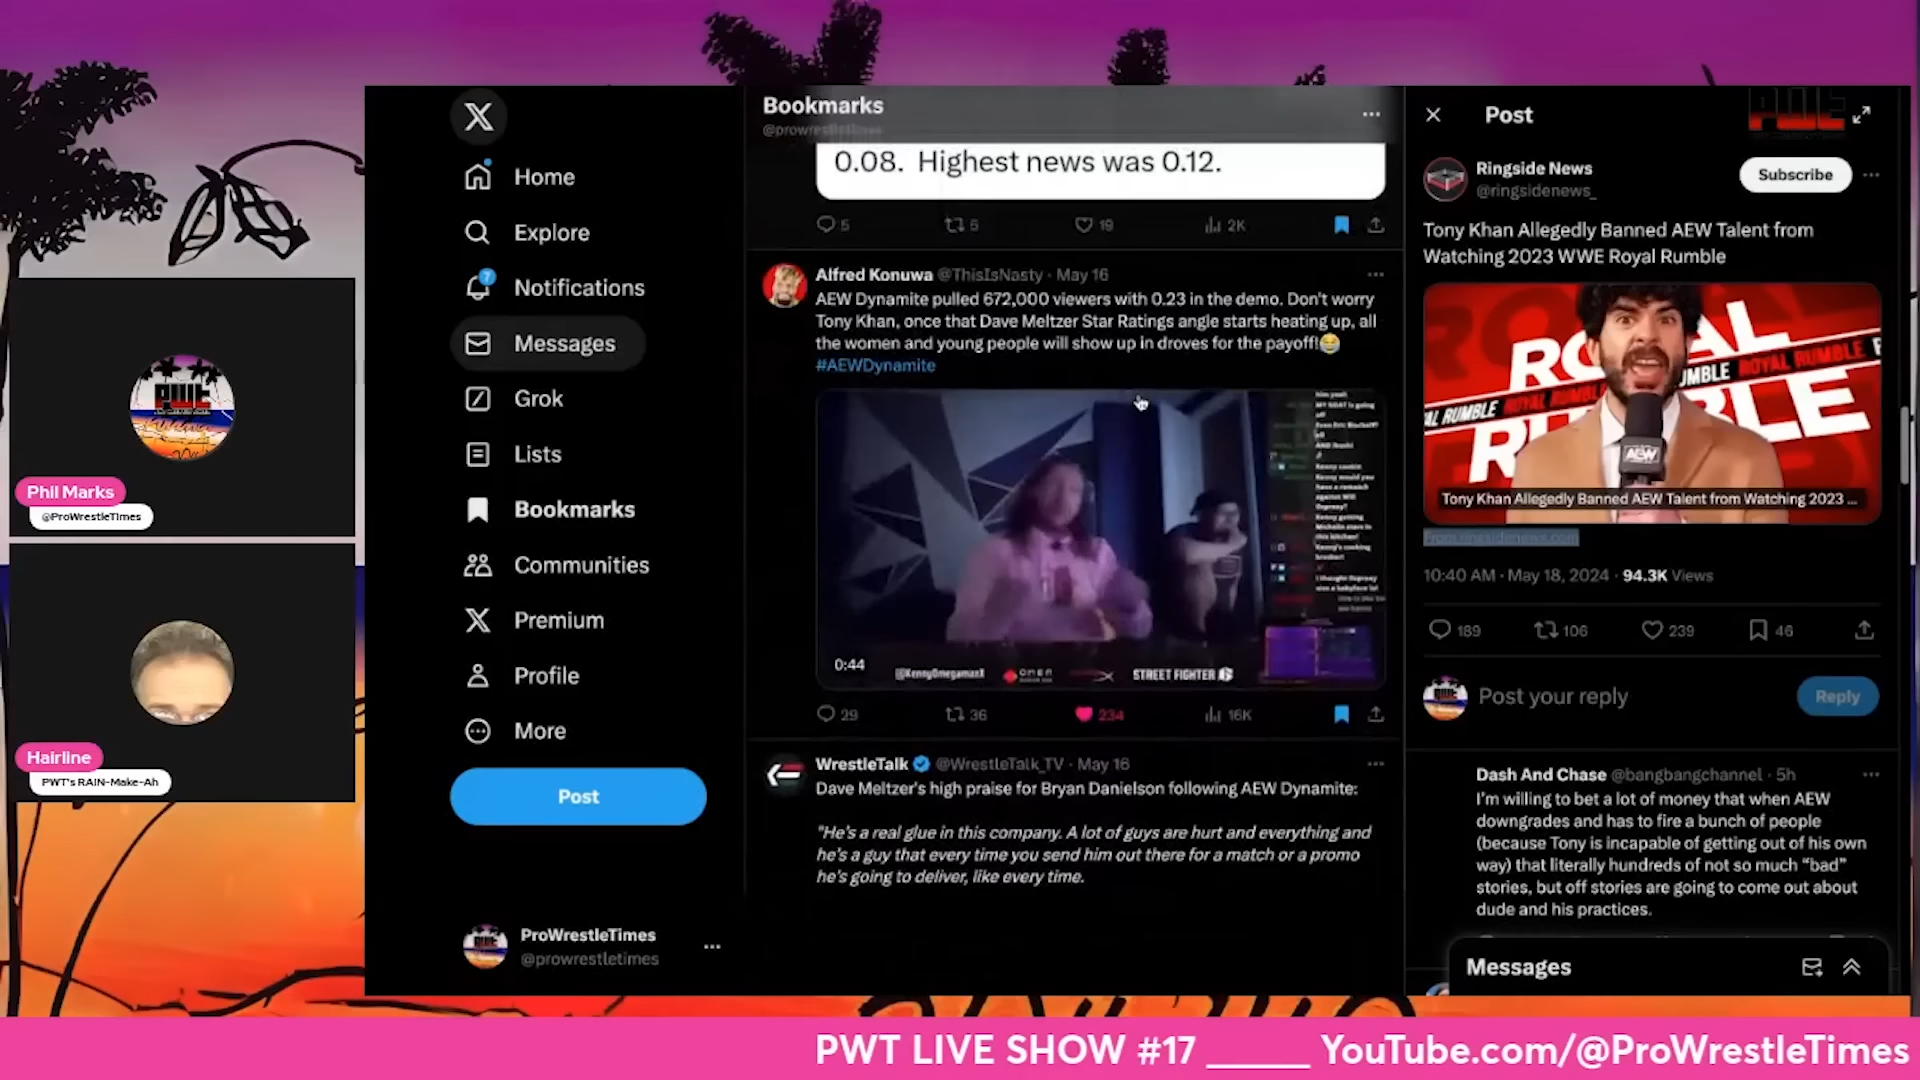 Phil Marks
@ProWrestleTimes
Hairline
PWT's RAIN-Make-Ah
Home
Explore
7
Notifications
Messages
Grok
Lists
Bookmarks
Communities
Premium
Profile
More
Post
ProWrestleTimes
@prowrestletimes
Bookmarks
@prowrestletimes
0.08. Highest news was 0.12.
5 6 19 2K
Alfred Konuwa @ThisIsNasty · May 16
AEW Dynamite pulled 672,000 viewers with 0.23 in the demo. Don't worry
Tony Khan, once that Dave Meltzer Star Ratings angle starts heating up, all
the women and young people will show up in droves for the payoff!😂
#AEWDynamite
0:44
@KennyOmegamanX
OMEN
STREET FIGHTER 6
29 36 234 16K
WrestleTalk @WrestleTalk_TV · May 16
Dave Meltzer's high praise for Bryan Danielson following AEW Dynamite:
"He's a real glue in this company. A lot of guys are hurt and everything and
he's a guy that every time you send him out there for a match or a promo
he's going to deliver, like every time.
Post
PWT
Ringside News
@ringsidenews_
Subscribe
Tony Khan Allegedly Banned AEW Talent from
Watching 2023 WWE Royal Rumble
ROYAL RUMBLE
AEW
Tony Khan Allegedly Banned AEW Talent from Watching 2023 ...
From ringsidenews.com
10:40 AM · May 18, 2024 · 94.3K Views
189 106 239 46
Post your reply
Reply
Dash And Chase @bangbangchannel · 5h
I'm willing to bet a lot of money that when AEW
downgrades and has to fire a bunch of people
(because Tony is incapable of getting out of his own
way) that literally hundreds of not so much "bad"
stories, but off stories are going to come out about
dude and his practices.
Messages
PWT LIVE SHOW #17 _____ YouTube.com/@ProWrestleTimes